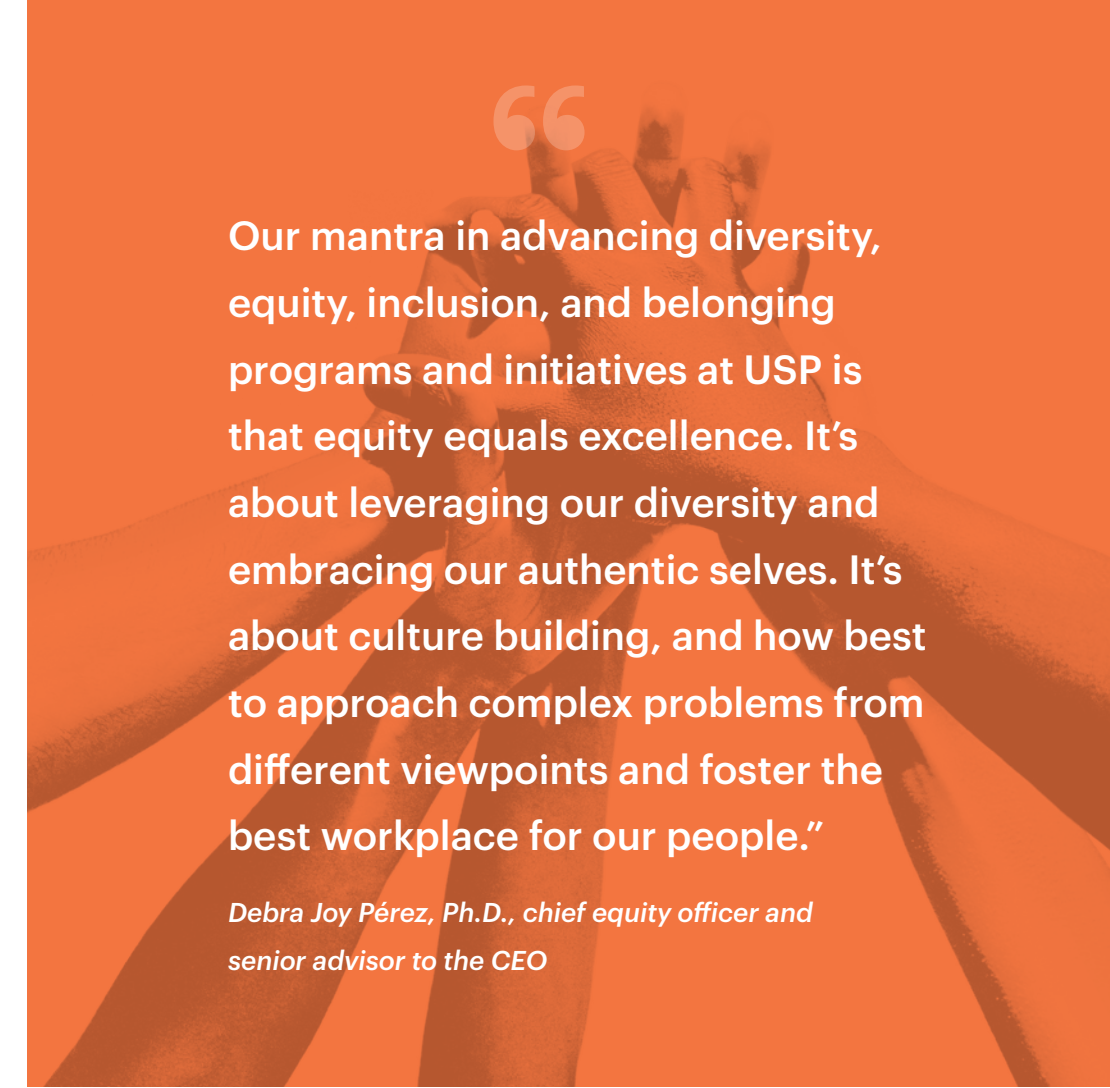 “
Our mantra in advancing diversity,
equity, inclusion, and belonging
programs and initiatives at USP is
that equity equals excellence. It’s
about leveraging our diversity and
embracing our authentic selves. It’s
about culture building, and how best
to approach complex problems from
different viewpoints and foster the
best workplace for our people.”
Debra Joy Pérez, Ph.D., chief equity officer and
senior advisor to the CEO